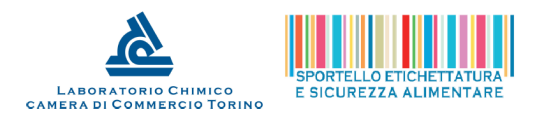 LABORATORIO CHIMICO
CAMERA DI COMMERCIO TORINO
SPORTELLO ETICHETTATURA
E SICUREZZA ALIMENTARE